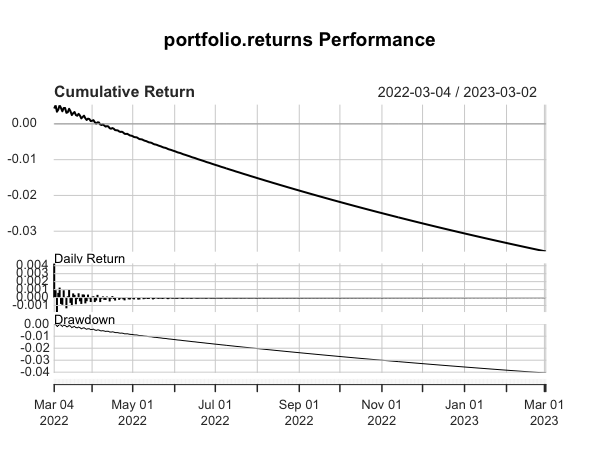 portfolio.returns Performance
Cumulative Return 2022-03-04 / 2023-03-02
0.00
-0.01
-0.02
-0.03
Daily Return
0.004
0.003
0.002
0.001
0.000
-0.001
Drawdown
0.00
-0.01
-0.02
-0.03
-0.04
Mar 04 May 01 Jul 01 Sep 01 Nov 01 Jan 01 Mar 01
2022 2022 2022 2022 2022 2023 2023